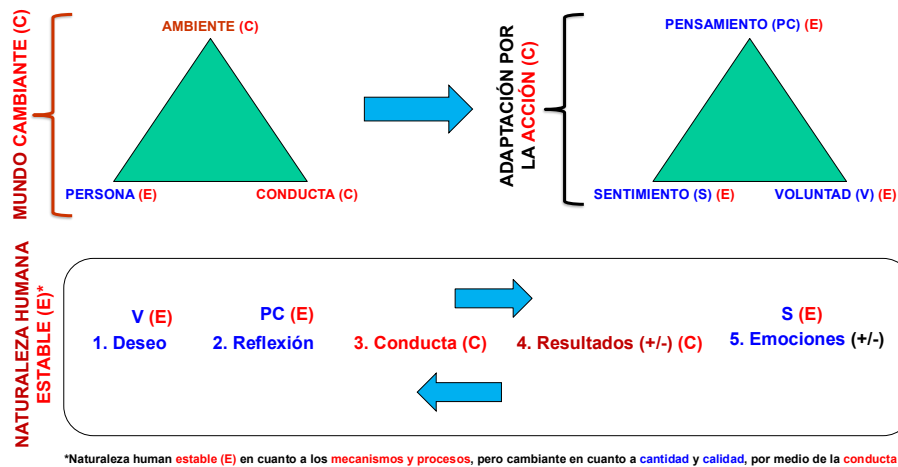 MUNDO CAMBIANTE (C)
AMBIENTE (C)
PERSONA (E)
CONDUCTA (C)
ADAPTACIÓN POR
LA ACCIÓN (C)
PENSAMIENTO (PC) (E)
SENTIMIENTO (S) (E)
VOLUNTAD (V) (E)
NATURALEZA HUMANA
ESTABLE (E)*
V (E)
1. Deseo
PC (E)
2. Reflexión
3. Conducta (C)
4. Resultados (+/-) (C)
S (E)
5. Emociones (+/-)
*Naturaleza human estable (E) en cuanto a los mecanismos y procesos, pero cambiante en cuanto a cantidad y calidad, por medio de la conducta